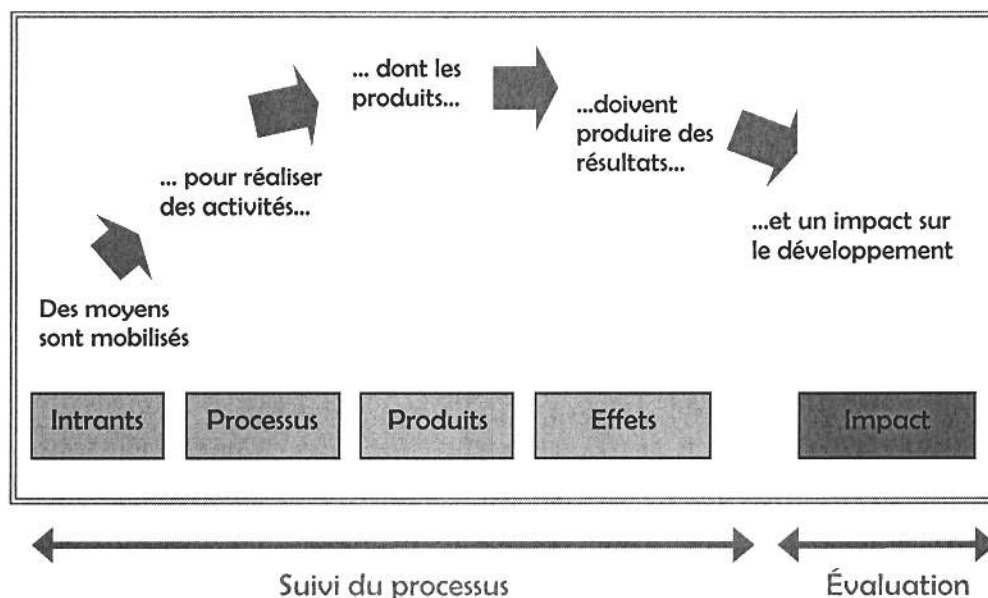 Des moyens
sont mobilisés
... pour réaliser
des activités...
... dont les
produits...
...doivent
produire des
résultats...
...et un impact sur
le développement
Intrants
Processus
Produits
Effets
Impact
Suivi du processus
Évaluation